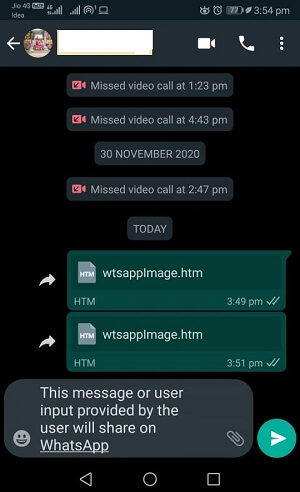 Jio 4G VoLTE 77 3:54 pm
Idea
Missed video call at 1:23 pm
Missed video call at 4:43 pm
30 NOVEMBER 2020
Missed video call at 2:47 pm
TODAY
HTM wtsappImage.htm
HTM 3:49 pm
HTM wtsappImage.htm
HTM 3:51 pm
This message or user
input provided by the
user will share on
WhatsApp